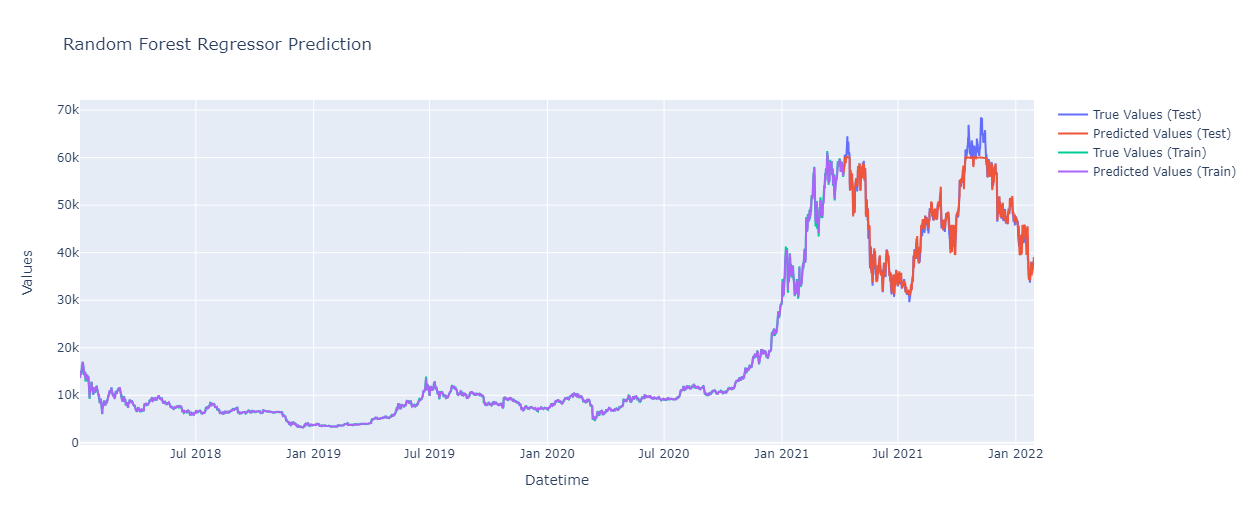 Random Forest Regressor Prediction
70k
60k
50k
40k
30k
20k
10k
0
Values
Jul 2018
Jan 2019
Jul 2019
Jan 2020
Jul 2020
Jan 2021
Jul 2021
Jan 2022
Datetime
True Values (Test)
Predicted Values (Test)
True Values (Train)
Predicted Values (Train)